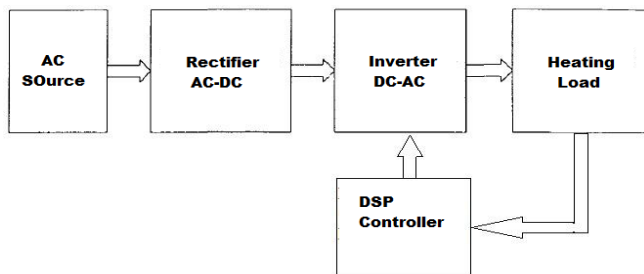 AC
SOurce
Rectifier
AC-DC
Inverter
DC-AC
Heating
Load
DSP
Controller